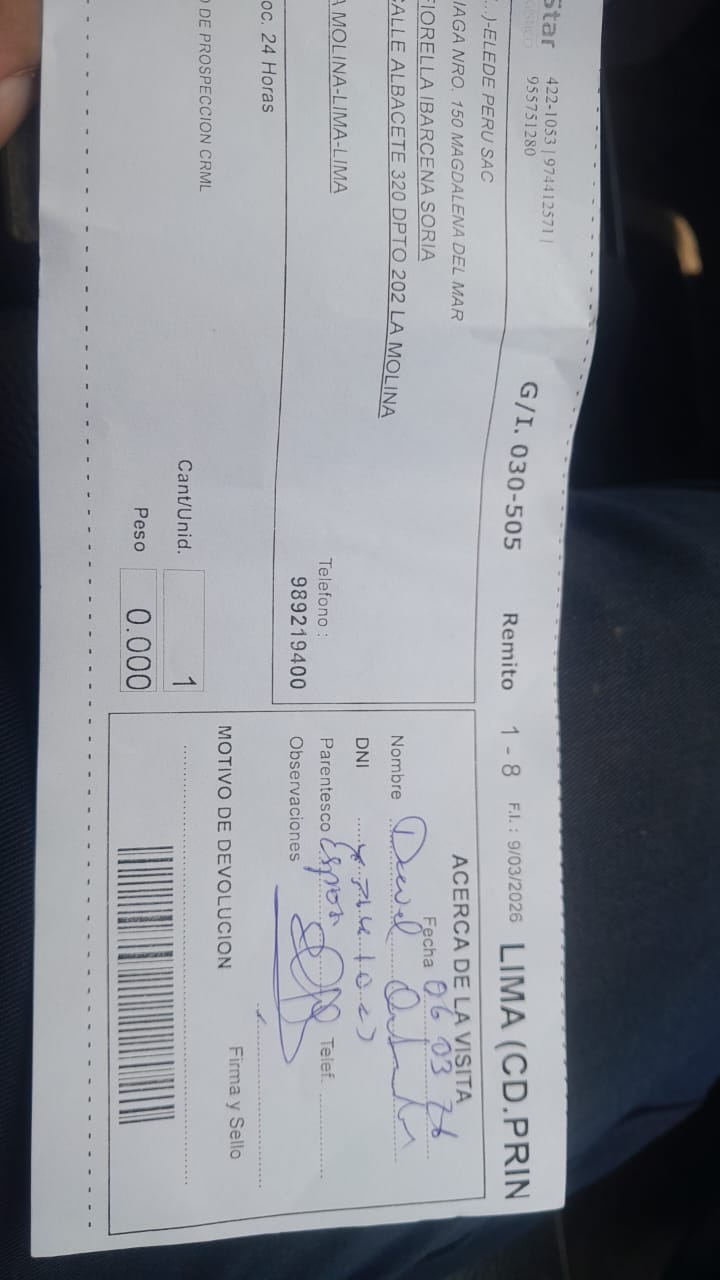 Star 422-1053 | 974412571 |
955751280
G/I. 030-505 Remito 1 - 8 F.I.: 9/03/2026 LIMA (CD.PRIN
...)-ELEDE PERU SAC
IAGA NRO. 150 MAGDALENA DEL MAR
FIORELLA IBARCENA SORIA
CALLE ALBACETE 320 DPTO 202 LA MOLINA
A MOLINA-LIMA-LIMA
Telefono :
989219400
oc. 24 Horas
O DE PROSPECCION CRML
Cant/Unid. 1
Peso 0.000
ACERCA DE LA VISITA
Fecha 06 03 26
Nombre
DNI
Parentesco Esposo Telef.
Observaciones
MOTIVO DE DEVOLUCION
Firma y Sello